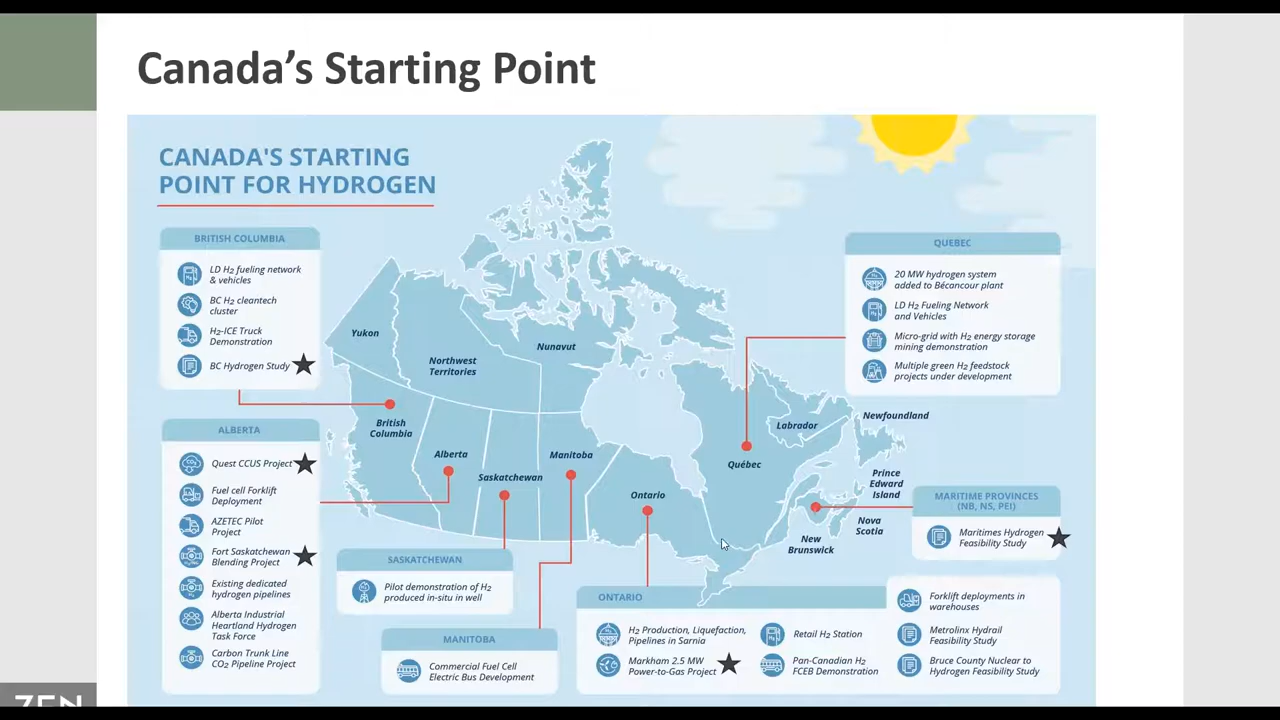 Canada's Starting Point
CANADA'S STARTING
POINT FOR HYDROGEN
BRITISH COLUMBIA
LD H₂ fueling network
& vehicles
BC H₂ cleantech
cluster
H₂-ICE Truck
Demonstration
BC Hydrogen Study
ALBERTA
Quest CCUS Project
Fuel cell Forklift
Deployment
AZETEC Pilot
Project
Fort Saskatchewan
Blending Project
Existing dedicated
hydrogen pipelines
Alberta Industrial
Heartland Hydrogen
Task Force
Carbon Trunk Line
CO₂ Pipeline Project
Yukon
Northwest
Territories
Nunavut
British
Columbia
Alberta
Saskatchewan
Manitoba
Ontario
Québec
Labrador
Newfoundland
Prince
Edward
Island
Nova
Scotia
New
Brunswick
SASKATCHEWAN
Pilot demonstration of H₂
produced in-situ in well
MANITOBA
Commercial Fuel Cell
Electric Bus Development
QUEBEC
20 MW hydrogen system
added to Bécancour plant
LD H₂ Fueling Network
and Vehicles
Micro-grid with H₂ energy storage
mining demonstration
Multiple green H₂ feedstock
projects under development
MARITIME PROVINCES
(NB, NS, PEI)
Maritimes Hydrogen
Feasibility Study
ONTARIO
H₂ Production, Liquefaction,
Pipelines in Sarnia
Markham 2.5 MW
Power-to-Gas Project
Retail H₂ Station
Pan-Canadian H₂
FCEB Demonstration
Forklift deployments in
warehouses
Metrolinx Hydrail
Feasibility Study
Bruce County Nuclear to
Hydrogen Feasibility Study
ZEN